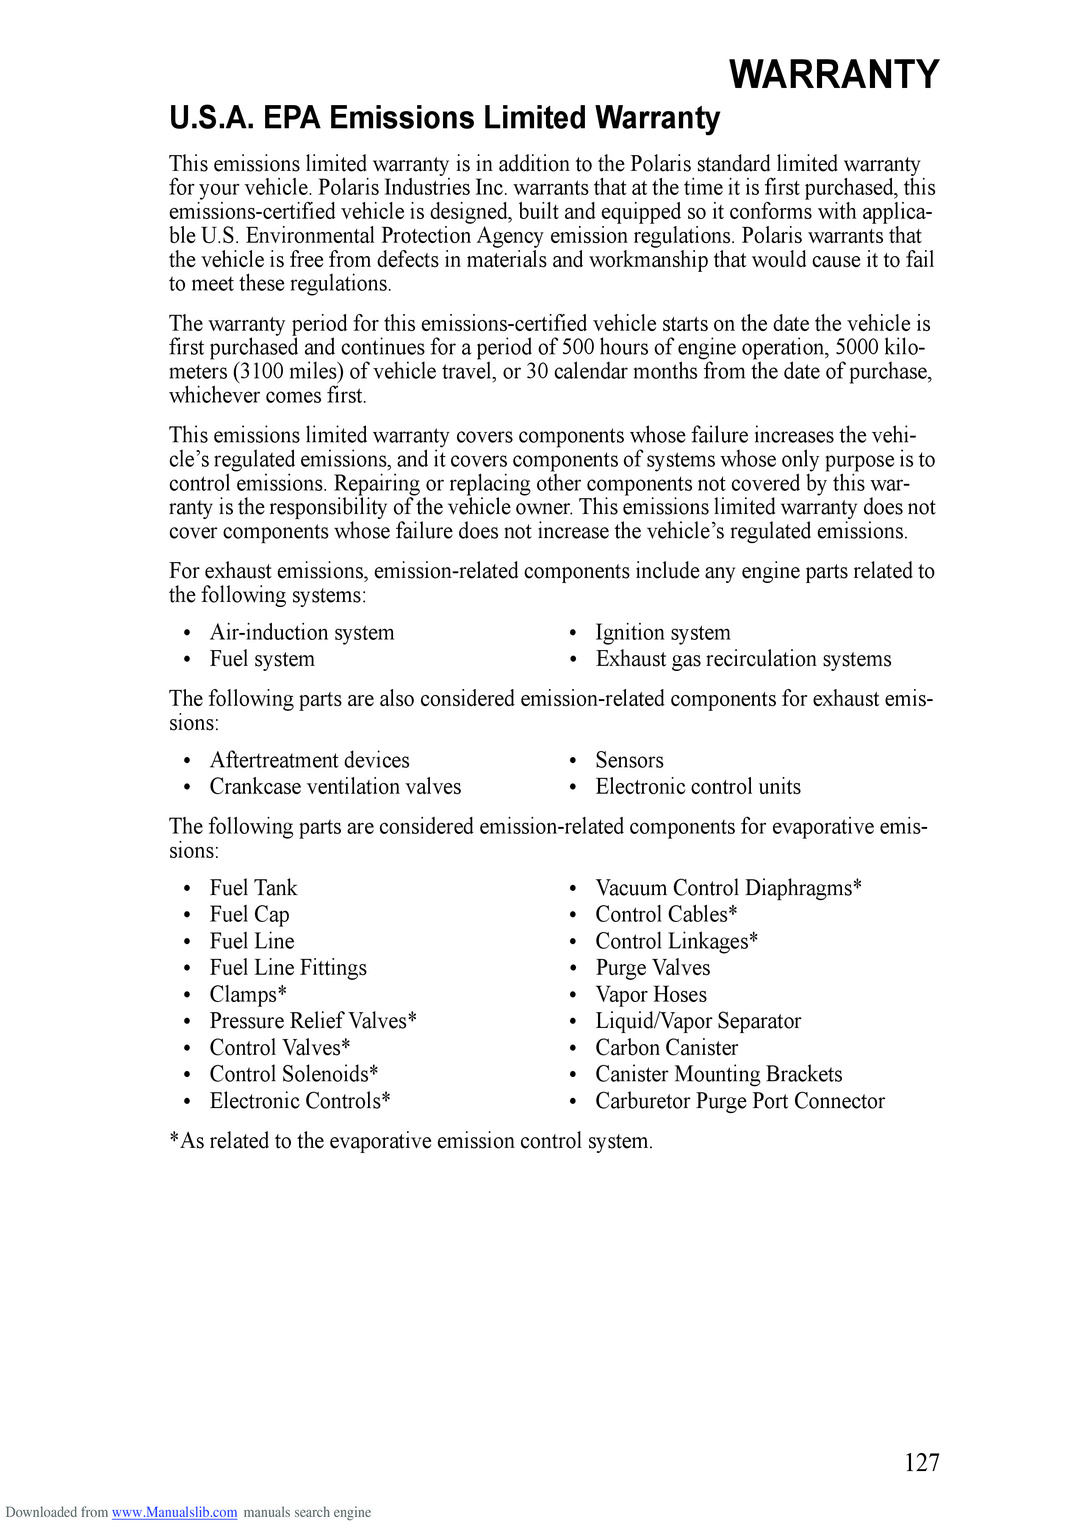 WARRANTY
U.S.A. EPA Emissions Limited Warranty
This emissions limited warranty is in addition to the Polaris standard limited warranty
for your vehicle. Polaris Industries Inc. warrants that at the time it is first purchased, this
emissions-certified vehicle is designed, built and equipped so it conforms with applica-
ble U.S. Environmental Protection Agency emission regulations. Polaris warrants that
the vehicle is free from defects in materials and workmanship that would cause it to fail
to meet these regulations.
The warranty period for this emissions-certified vehicle starts on the date the vehicle is
first purchased and continues for a period of 500 hours of engine operation, 5000 kilo-
meters (3100 miles) of vehicle travel, or 30 calendar months from the date of purchase,
whichever comes first.
This emissions limited warranty covers components whose failure increases the vehi-
cle’s regulated emissions, and it covers components of systems whose only purpose is to
control emissions. Repairing or replacing other components not covered by this war-
ranty is the responsibility of the vehicle owner. This emissions limited warranty does not
cover components whose failure does not increase the vehicle’s regulated emissions.
For exhaust emissions, emission-related components include any engine parts related to
the following systems:
• Air-induction system
• Fuel system
• Ignition system
• Exhaust gas recirculation systems
The following parts are also considered emission-related components for exhaust emis-
sions:
• Aftertreatment devices
• Crankcase ventilation valves
• Sensors
• Electronic control units
The following parts are considered emission-related components for evaporative emis-
sions:
• Fuel Tank
• Fuel Cap
• Fuel Line
• Fuel Line Fittings
• Clamps*
• Pressure Relief Valves*
• Control Valves*
• Control Solenoids*
• Electronic Controls*
• Vacuum Control Diaphragms*
• Control Cables*
• Control Linkages*
• Purge Valves
• Vapor Hoses
• Liquid/Vapor Separator
• Carbon Canister
• Canister Mounting Brackets
• Carburetor Purge Port Connector
*As related to the evaporative emission control system.
127
Downloaded from www.Manualslib.com manuals search engine